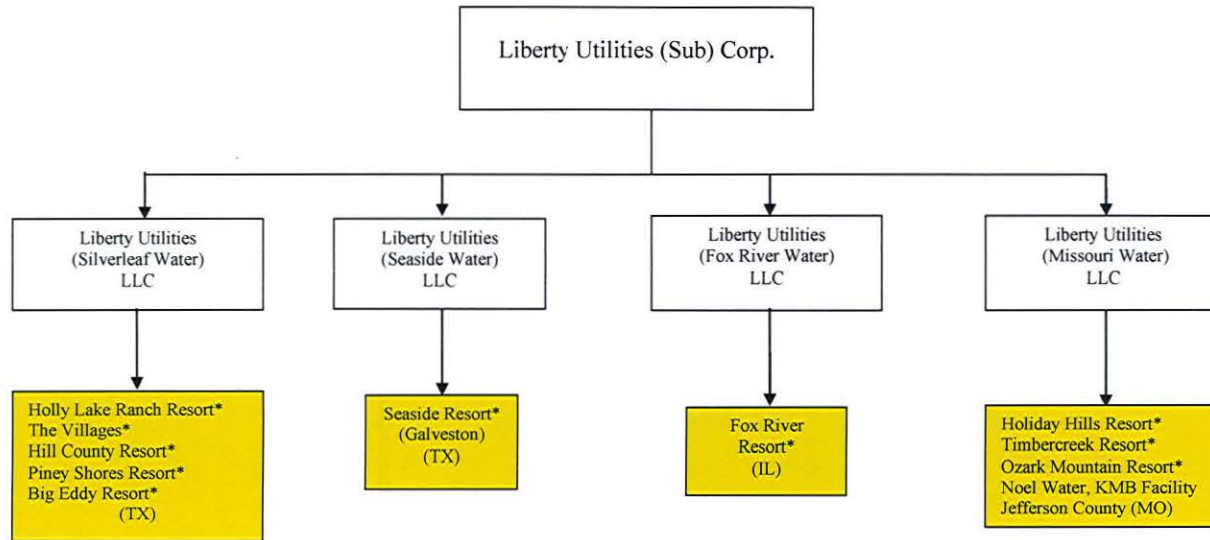 Liberty Utilities (Sub) Corp.
Liberty Utilities
(Silverleaf Water)
LLC
Liberty Utilities
(Seaside Water)
LLC
Liberty Utilities
(Fox River Water)
LLC
Liberty Utilities
(Missouri Water)
LLC
Holly Lake Ranch Resort*
The Villages*
Hill County Resort*
Piney Shores Resort*
Big Eddy Resort*
(TX)
Seaside Resort*
(Galveston)
(TX)
Fox River
Resort*
(IL)
Holiday Hills Resort*
Timbercreek Resort*
Ozark Mountain Resort*
Noel Water, KMB Facility
Jefferson County (MO)